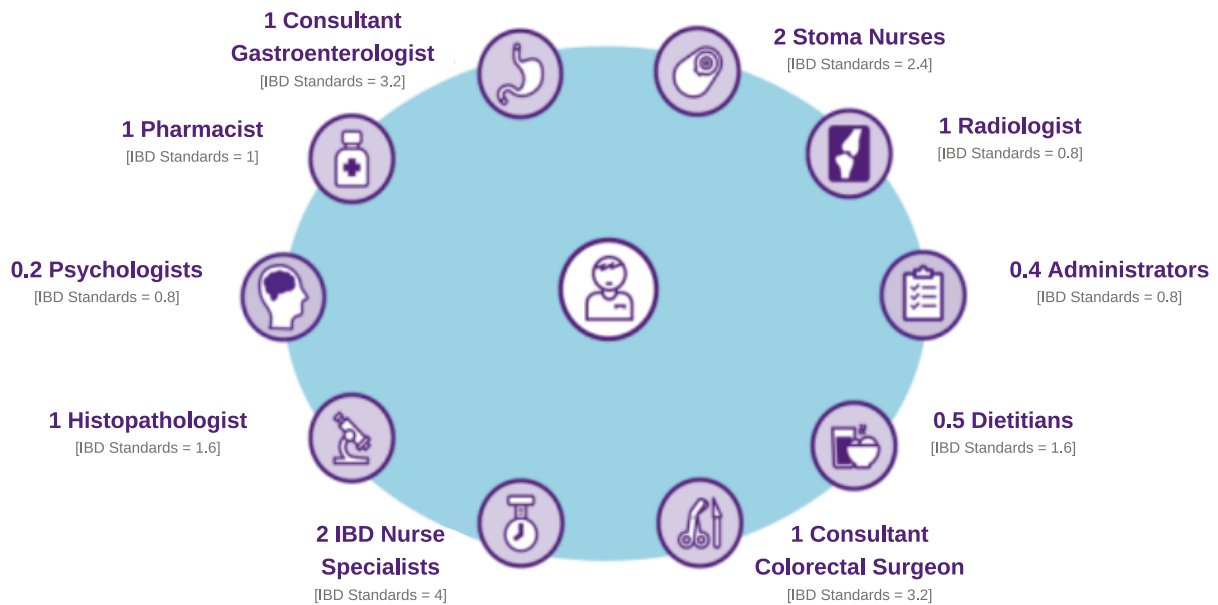 1 Consultant
Gastroenterologist
[IBD Standards = 3.2]
2 Stoma Nurses
[IBD Standards = 2.4]
1 Pharmacist
[IBD Standards = 1]
1 Radiologist
[IBD Standards = 0.8]
0.2 Psychologists
[IBD Standards = 0.8]
0.4 Administrators
[IBD Standards = 0.8]
1 Histopathologist
[IBD Standards = 1.6]
0.5 Dietitians
[IBD Standards = 1.6]
2 IBD Nurse
Specialists
[IBD Standards = 4]
1 Consultant
Colorectal Surgeon
[IBD Standards = 3.2]